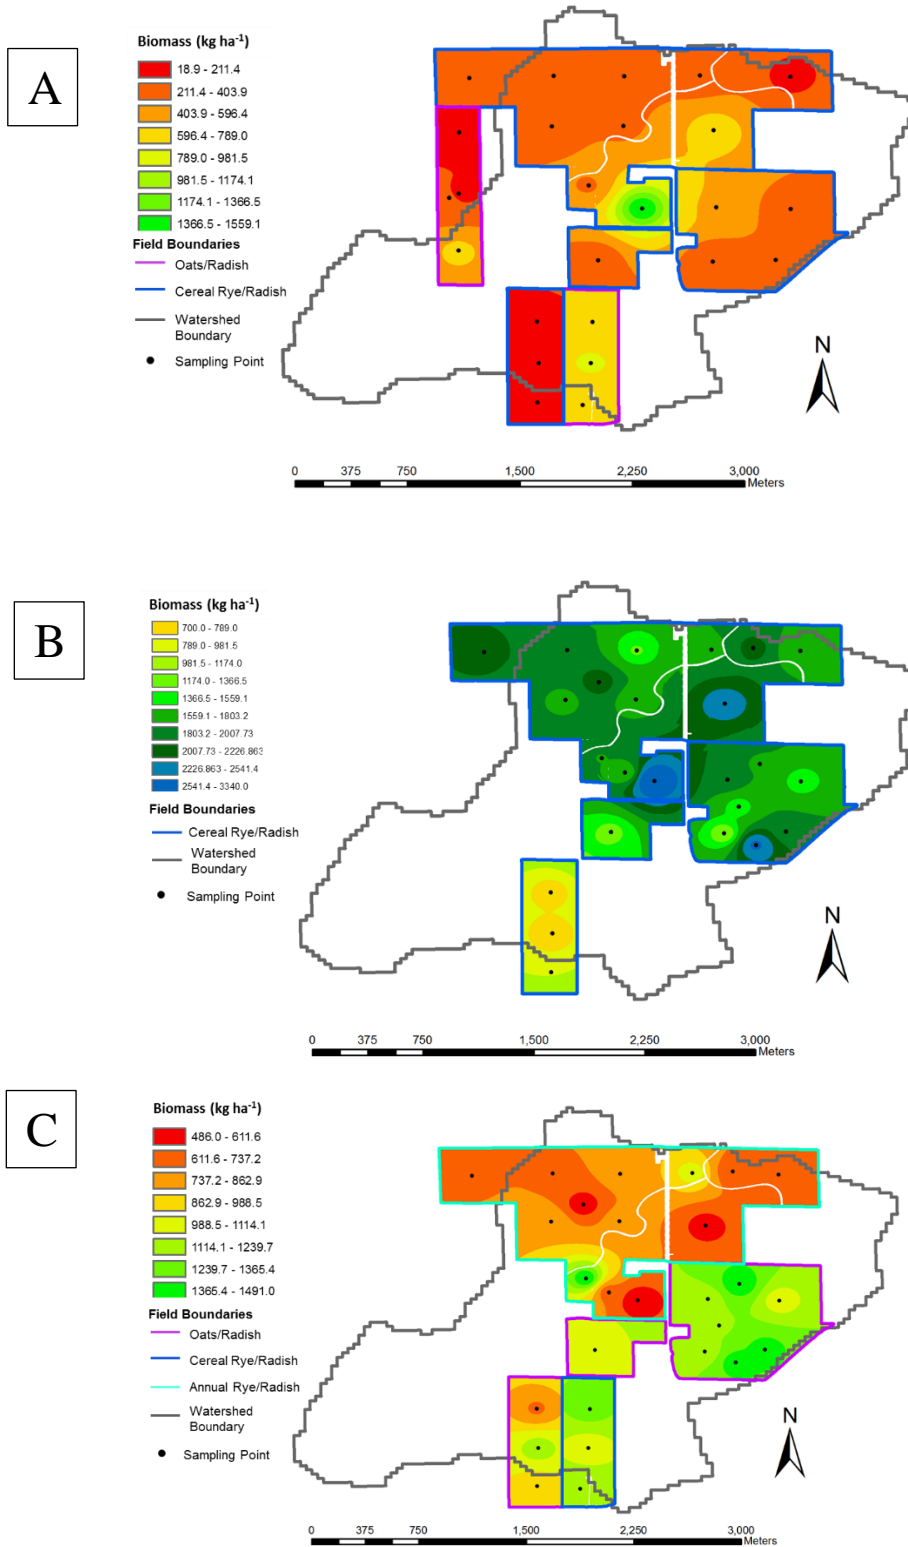 A
Biomass (kg ha-1)
18.9 - 211.4
211.4 - 403.9
403.9 - 596.4
596.4 - 789.0
789.0 - 981.5
981.5 - 1174.1
1174.1 - 1366.5
1366.5 - 1559.1
Field Boundaries
Oats/Radish
Cereal Rye/Radish
Watershed
Boundary
Sampling Point
N
0 375 750 1,500 2,250 3,000
Meters
B
Biomass (kg ha-1)
700.0 - 789.0
789.0 - 981.5
981.5 - 1174.0
1174.0 - 1366.5
1366.5 - 1559.1
1559.1 - 1803.2
1803.2 - 2007.73
2007.73 - 2226.863
2226.863 - 2541.4
2541.4 - 3340.0
Field Boundaries
Cereal Rye/Radish
Watershed
Boundary
Sampling Point
N
0 375 750 1,500 2,250 3,000
Meters
C
Biomass (kg ha-1)
486.0 - 611.6
611.6 - 737.2
737.2 - 862.9
862.9 - 988.5
988.5 - 1114.1
1114.1 - 1239.7
1239.7 - 1365.4
1365.4 - 1491.0
Field Boundaries
Oats/Radish
Cereal Rye/Radish
Annual Rye/Radish
Watershed
Boundary
Sampling Point
N
0 375 750 1,500 2,250 3,000
Meters